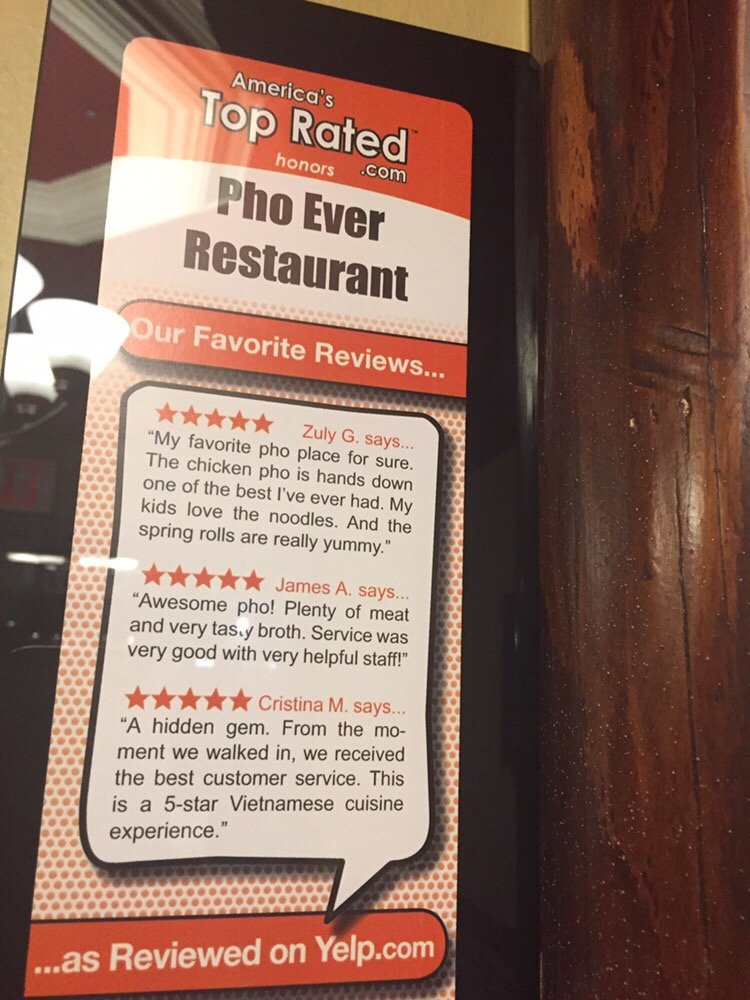 America's
Top Rated™
honors .com
Pho Ever
Restaurant
Our Favorite Reviews...
Zuly G. says...
“My favorite pho place for sure.
The chicken pho is hands down
one of the best I've ever had. My
kids love the noodles. And the
spring rolls are really yummy.”
James A. says...
“Awesome pho! Plenty of meat
and very tasty broth. Service was
very good with very helpful staff!”
Cristina M. says...
“A hidden gem. From the mo-
ment we walked in, we received
the best customer service. This
is a 5-star Vietnamese cuisine
experience.”
...as Reviewed on Yelp.com